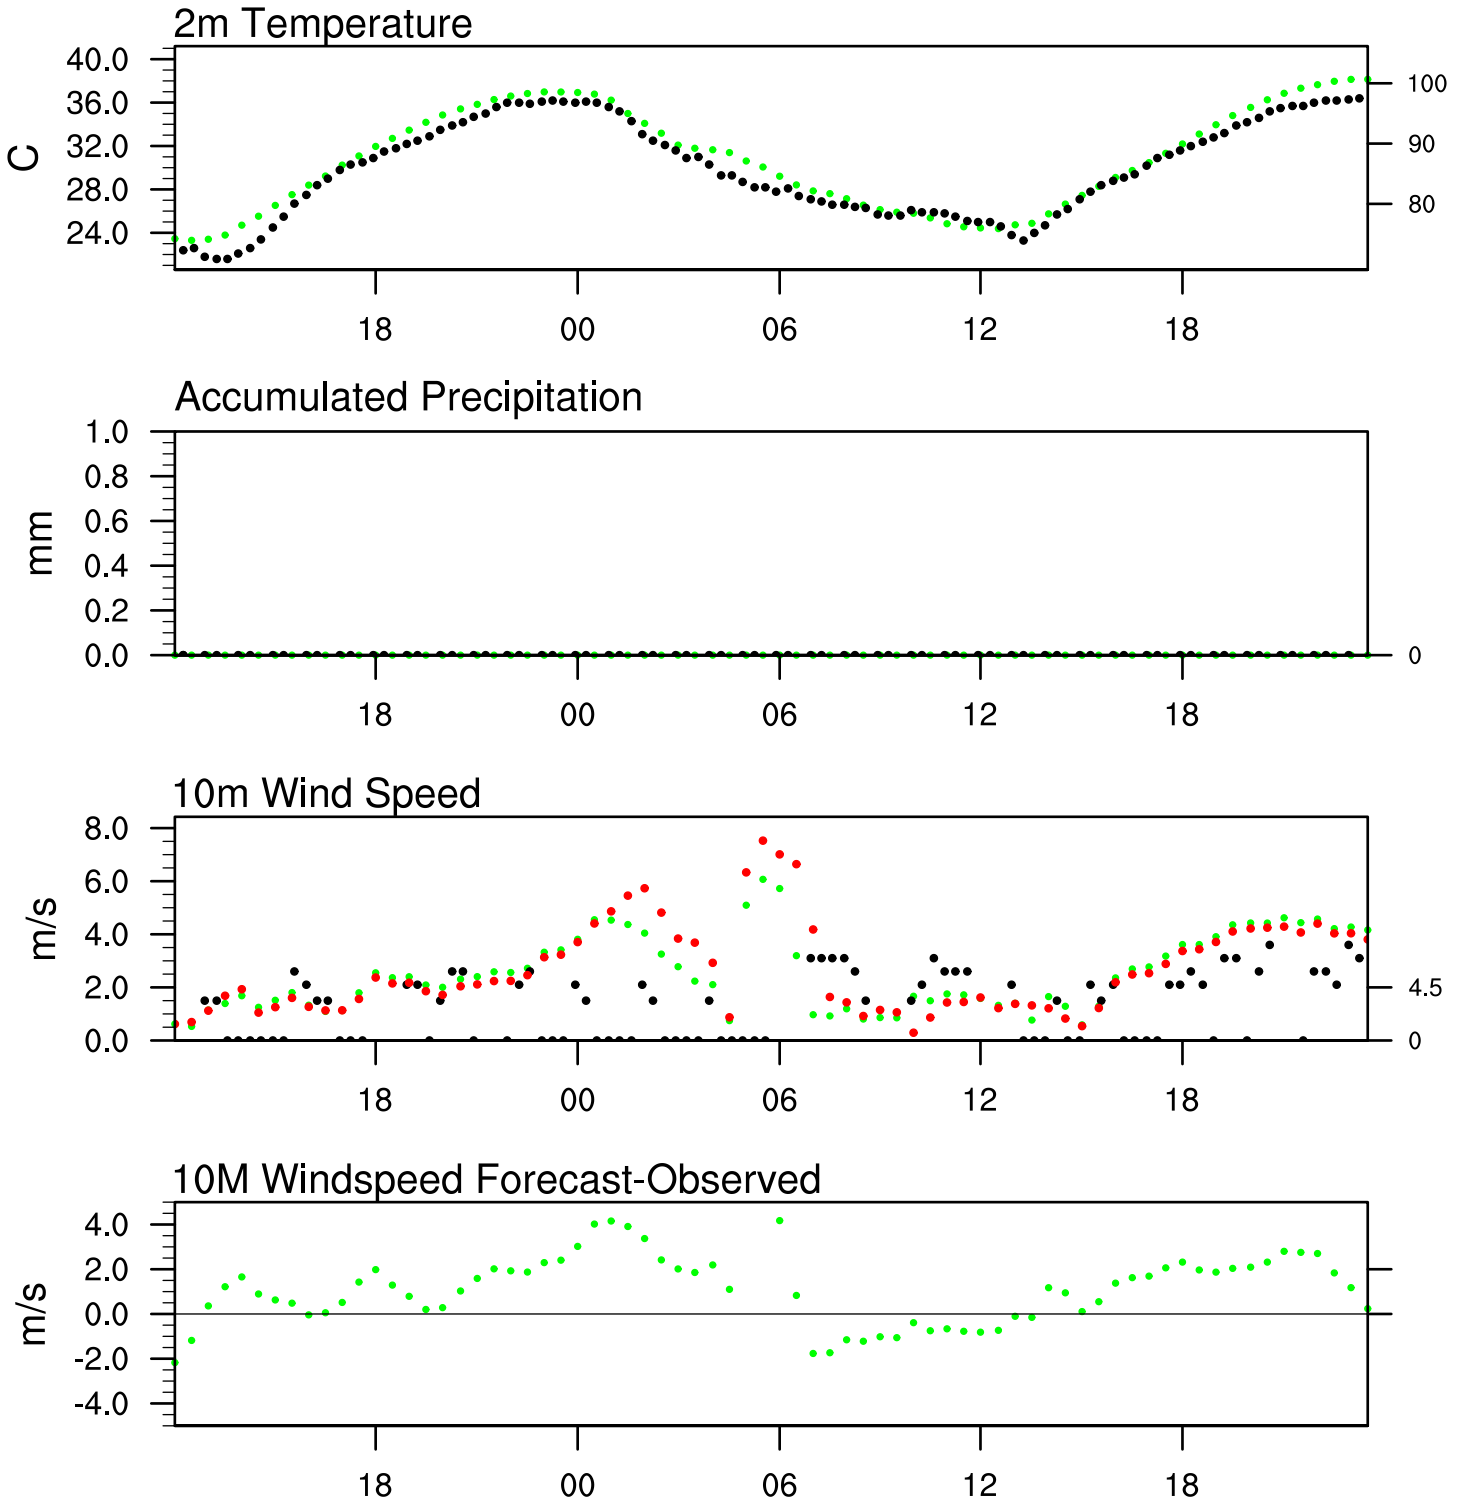 2m Temperature
40.0
36.0
32.0
28.0
24.0
C
100
90
80
18 00 06 12 18
Accumulated Precipitation
1.0
0.8
0.6
0.4
0.2
0.0
mm
0
18 00 06 12 18
10m Wind Speed
8.0
6.0
4.0
2.0
0.0
m/s
4.5
0
18 00 06 12 18
10M Windspeed Forecast-Observed
4.0
2.0
0.0
-2.0
-4.0
m/s
18 00 06 12 18